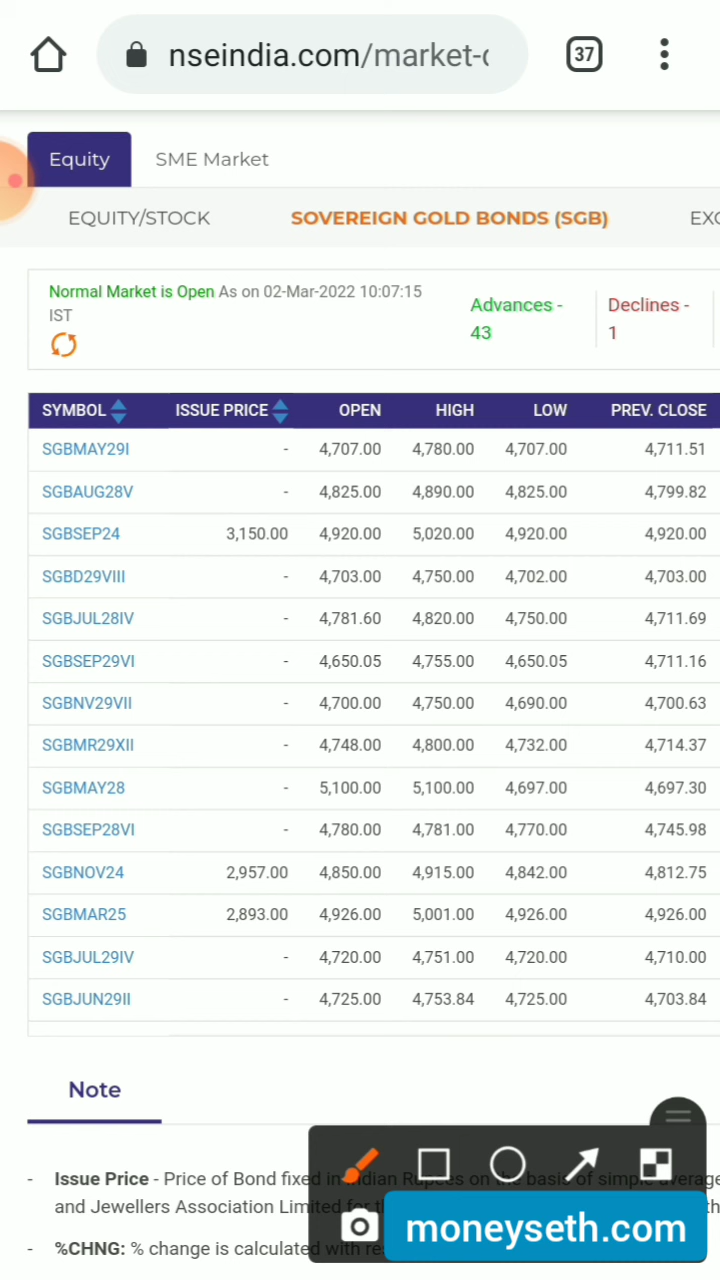 nseindia.com/market-
37
Equity SME Market
EQUITY/STOCK SOVEREIGN GOLD BONDS (SGB)
Normal Market is Open As on 02-Mar-2022 10:07:15 IST
Advances - 43
Declines - 1
SYMBOL ISSUE PRICE OPEN HIGH LOW PREV. CLOSE
SGBMAY29I - 4,707.00 4,780.00 4,707.00 4,711.51
SGBAUG28V - 4,825.00 4,890.00 4,825.00 4,799.82
SGBSEP24 3,150.00 4,920.00 5,020.00 4,920.00 4,920.00
SGBD29VIII - 4,703.00 4,750.00 4,702.00 4,703.00
SGBJUL28IV - 4,781.60 4,820.00 4,750.00 4,711.69
SGBSEP29VI - 4,650.05 4,755.00 4,650.05 4,711.16
SGBNV29VII - 4,700.00 4,750.00 4,690.00 4,700.63
SGBMR29XII - 4,748.00 4,800.00 4,732.00 4,714.37
SGBMAY28 - 5,100.00 5,100.00 4,697.00 4,697.30
SGBSEP28VI - 4,780.00 4,781.00 4,770.00 4,745.98
SGBNOV24 2,957.00 4,850.00 4,915.00 4,842.00 4,812.75
SGBMAR25 2,893.00 4,926.00 5,001.00 4,926.00 4,926.00
SGBJUL29IV - 4,720.00 4,751.00 4,720.00 4,710.00
SGBJUN29II - 4,725.00 4,753.84 4,725.00 4,703.84
Note
- Issue Price - Price of Bond fixed in Indian Rupees on the basis of simple average
and Jewellers Association Limited for
- %CHNG: % change is calculated with
moneyseth.com